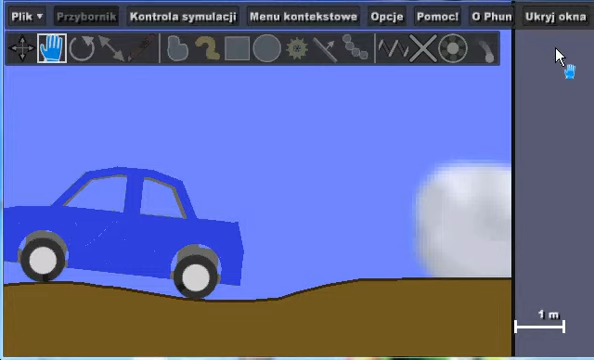 Plik Przybornik Kontrola symulacji Menu kontekstowe Opcje Pomoc! O Phun Ukryj okna
1 m